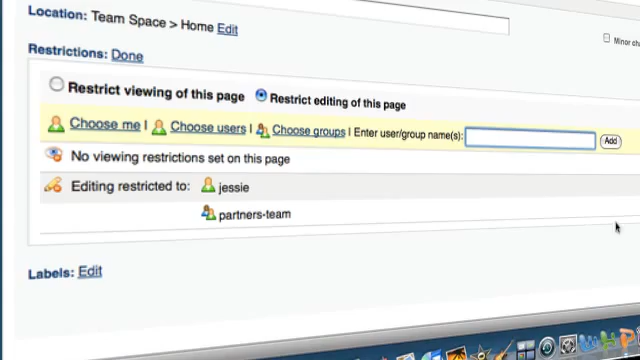 Location: Team Space > Home Edit
Minor
Restrictions: Done
Restrict viewing of this page Restrict editing of this page
Choose me | Choose users | Choose groups | Enter user/group name(s): Add
No viewing restrictions set on this page
Editing restricted to: jessie
partners-team
Labels: Edit